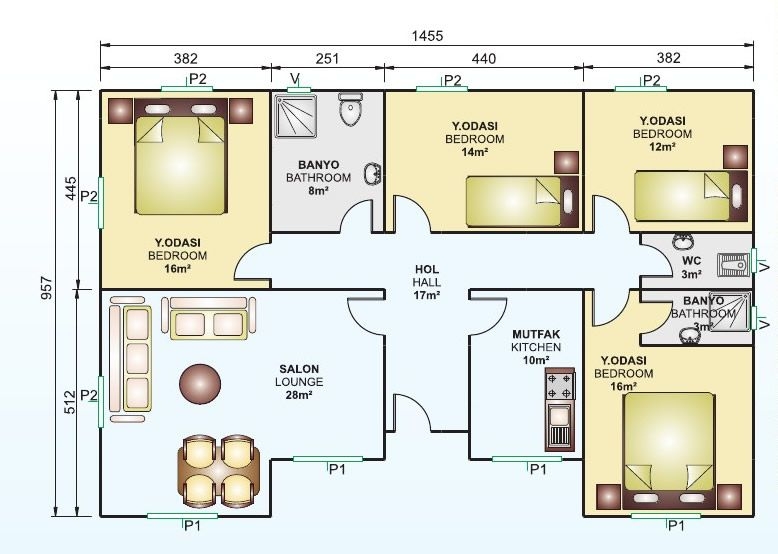 1455
382
251
440
382
P2
V
P2
P2
Y.ODASI
BEDROOM
14m²
Y.ODASI
BEDROOM
12m²
BANYO
BATHROOM
8m²
445
P2
Y.ODASI
BEDROOM
16m²
HOL
HALL
17m²
WC
3m²
V
957
BANYO
BATHROOM
3m²
V
MUTFAK
KITCHEN
10m²
SALON
LOUNGE
28m²
Y.ODASI
BEDROOM
16m²
512
P2
P1
P1
P1
P1